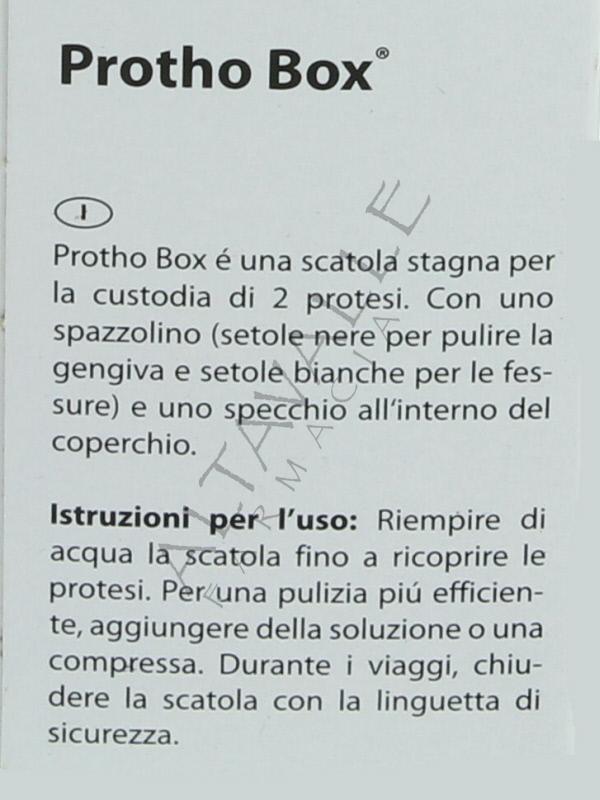 Protho Box®
I
Protho Box é una scatola stagna per
la custodia di 2 protesi. Con uno
spazzolino (setole nere per pulire la
gengiva e setole bianche per le fes-
sure) e uno specchio all‘interno del
coperchio.
Istruzioni per l’uso: Riempire di
acqua la scatola fino a ricoprire le
protesi. Per una pulizia piú efficien-
te, aggiungere della soluzione o una
compressa. Durante i viaggi, chiu-
dere la scatola con la linguetta di
sicurezza.
ALTAVALLE
FARMACIA